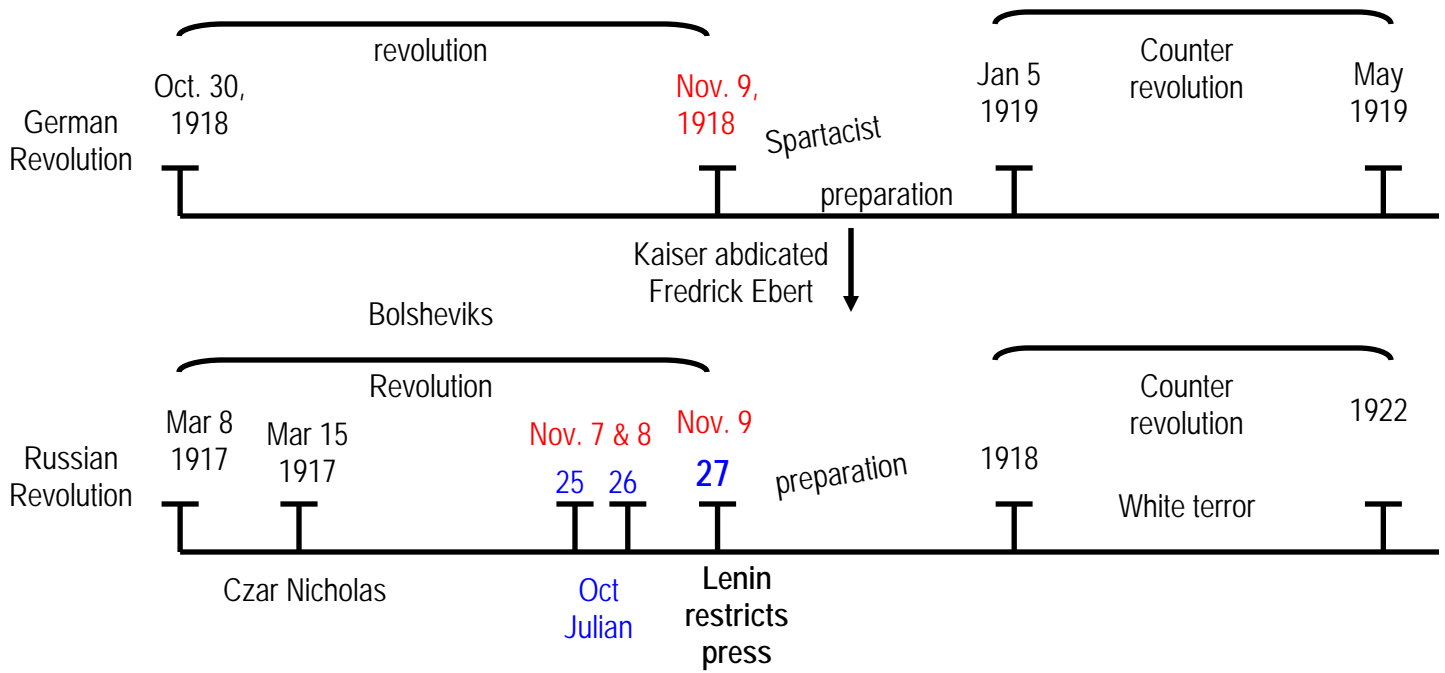 revolution
Counter
revolution
Oct. 30,
1918
Nov. 9,
1918
Jan 5
1919
May
1919
German
Revolution
Spartacist
preparation
Kaiser abdicated
Fredrick Ebert
Bolsheviks
Revolution
Counter
revolution
Mar 8
1917
Mar 15
1917
Nov. 7 & 8
Nov. 9
1918
1922
Russian
Revolution
25 26
27
preparation
White terror
Czar Nicholas
Oct
Julian
Lenin
restricts
press